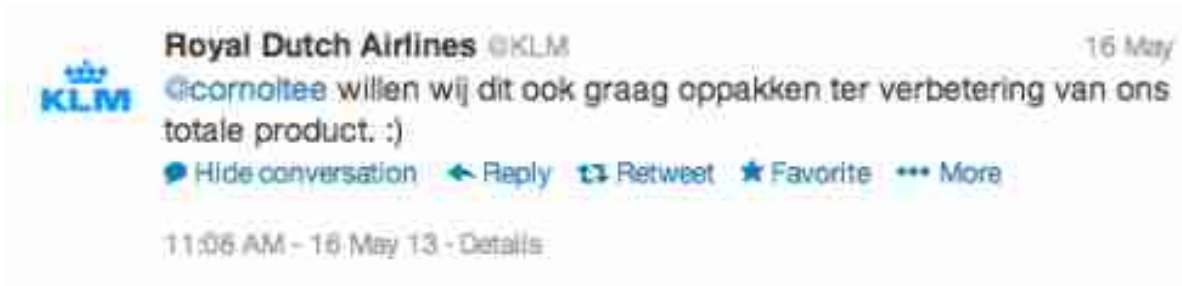 Royal Dutch Airlines @KLM 16 May
KLM
@cornoltee willen wij dit ook graag oppakken ter verbetering van ons
totale product. :)
Hide conversation Reply Retweet Favorite More
11:06 AM - 16 May 13 - Details